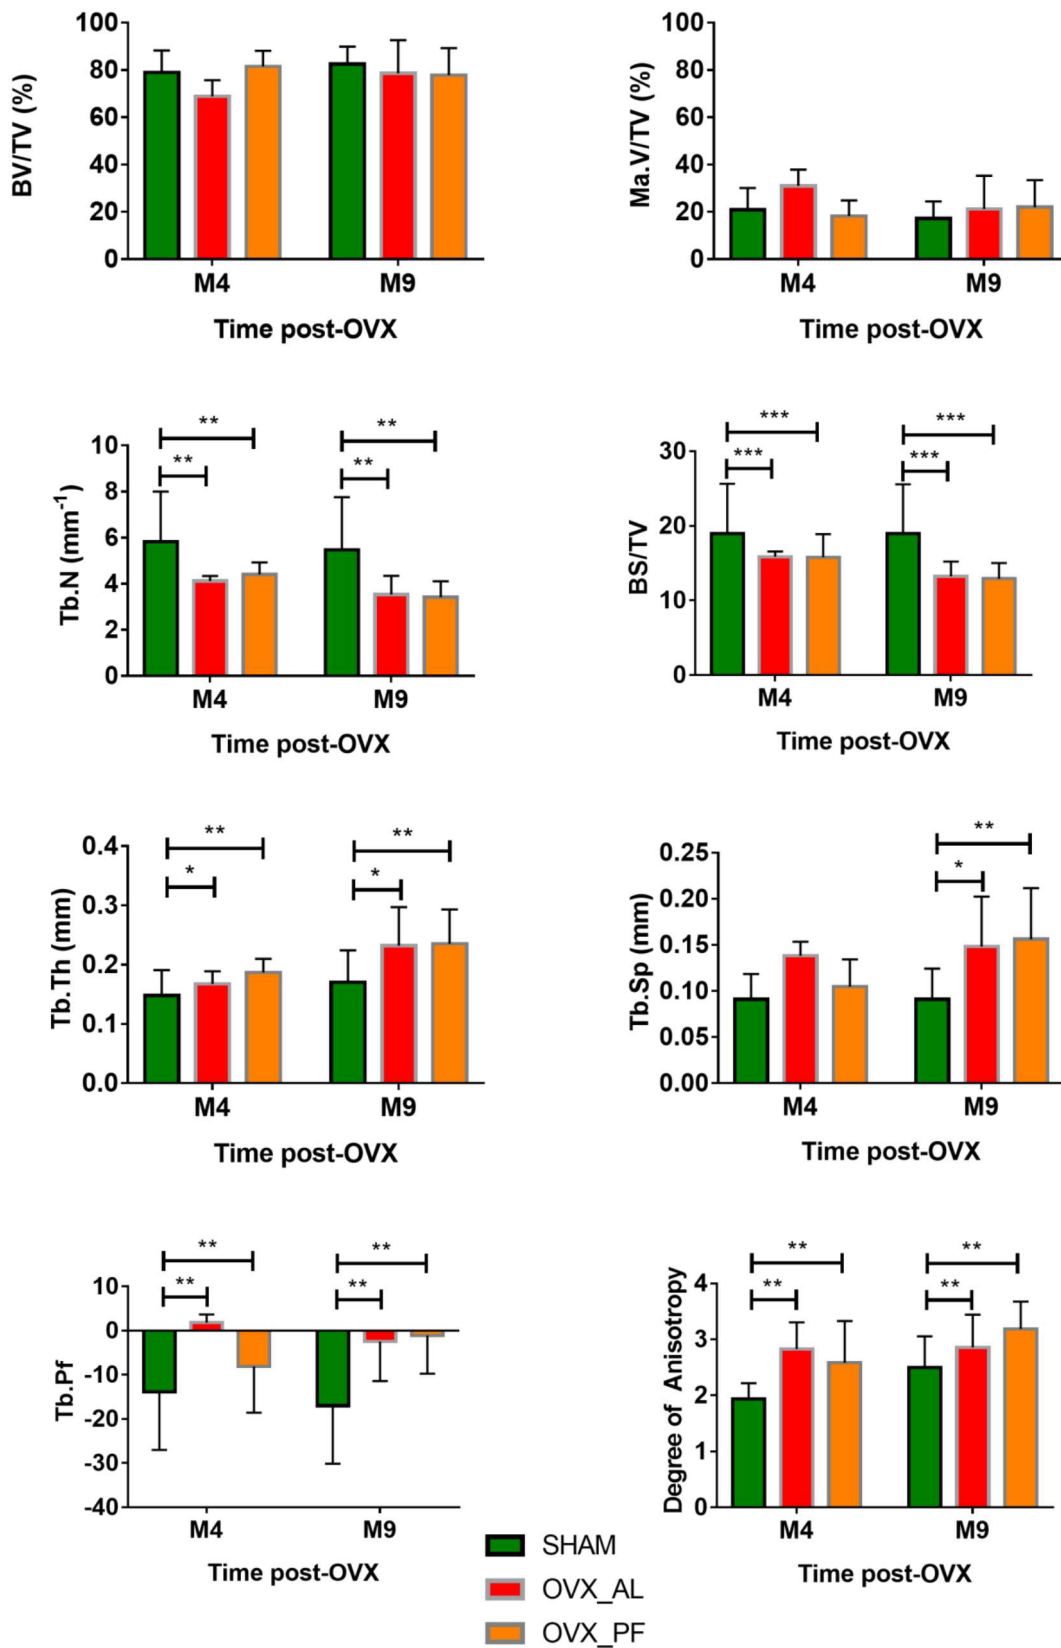 100
80
60
40
20
0
BV/TV (%)
M4 M9
Time post-OVX
100
80
60
40
20
0
Ma.V/TV (%)
M4 M9
Time post-OVX
** **
** **
10
8
6
4
2
0
Tb.N (mm⁻¹)
M4 M9
Time post-OVX
*** ***
*** ***
30
20
10
0
BS/TV
M4 M9
Time post-OVX
** **
* *
0.4
0.3
0.2
0.1
0.0
Tb.Th (mm)
M4 M9
Time post-OVX
**
*
0.25
0.20
0.15
0.10
0.05
0.00
Tb.Sp (mm)
M4 M9
Time post-OVX
** **
** **
10
0
-10
-20
-30
-40
Tb.Pf
M4 M9
Time post-OVX
** **
** **
4
3
2
1
0
Degree of Anisotropy
M4 M9
Time post-OVX
SHAM
OVX_AL
OVX_PF